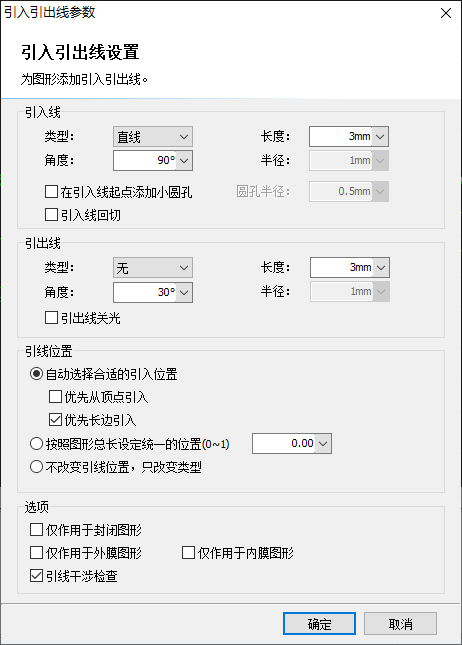 引入引出线参数
引入引出线设置
为图形添加引入引出线。
引入线
类型： 直线 长度： 3mm
角度： 90° 半径： 1mm
在引入线起点添加小圆孔 圆孔半径： 0.5mm
引入线回切
引出线
类型： 无 长度： 3mm
角度： 30° 半径： 1mm
引出线关光
引线位置
自动选择合适的引入位置
优先从顶点引入
优先长边引入
按照图形总长设定统一的位置(0~1) 0.00
不改变引线位置，只改变类型
选项
仅作用于封闭图形
仅作用于外膜图形 仅作用于内膜图形
引线干涉检查
确定 取消